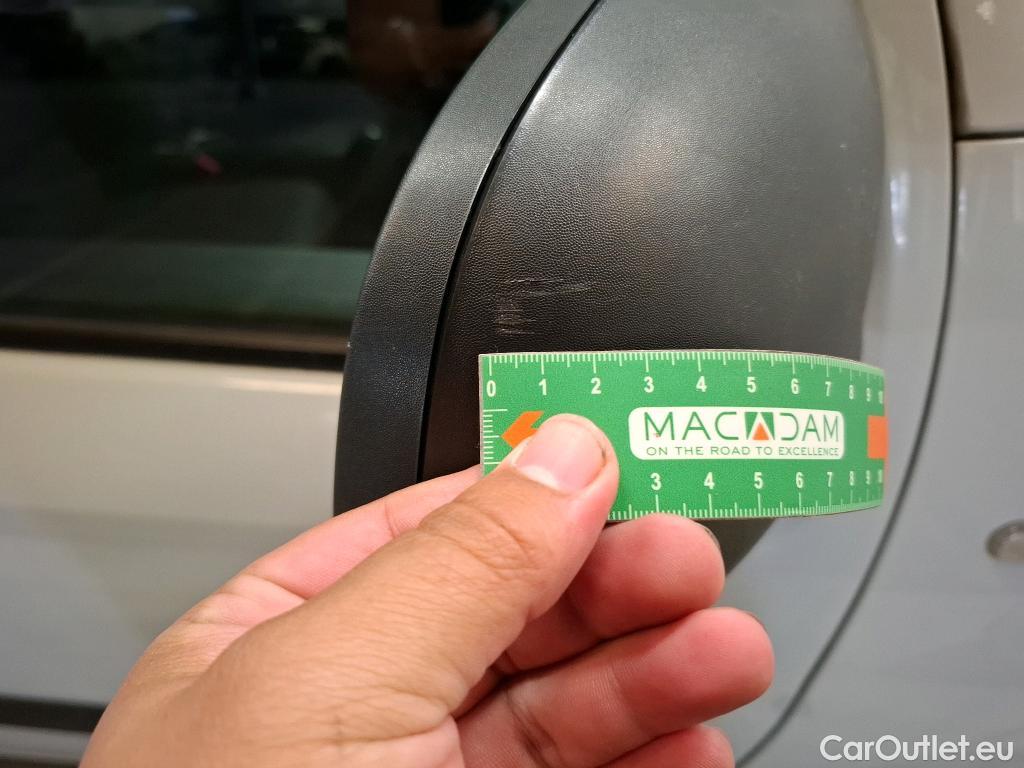 0 1 2 3 4 5 6 7 8 9 10
MACADAM
ON THE ROAD TO EXCELLENCE
3 4 5 6 7 8 9 10
CarOutlet.eu